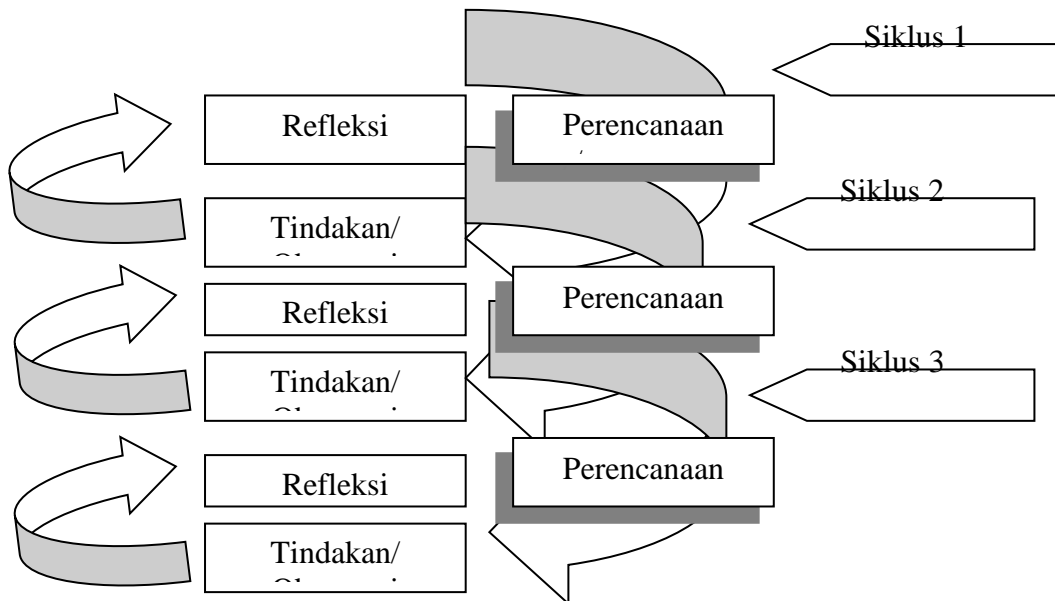 Siklus 1
Refleksi
Perencanaan
Siklus 2
Tindakan/
Refleksi
Perencanaan
Siklus 3
Tindakan/
Refleksi
Perencanaan
Tindakan/